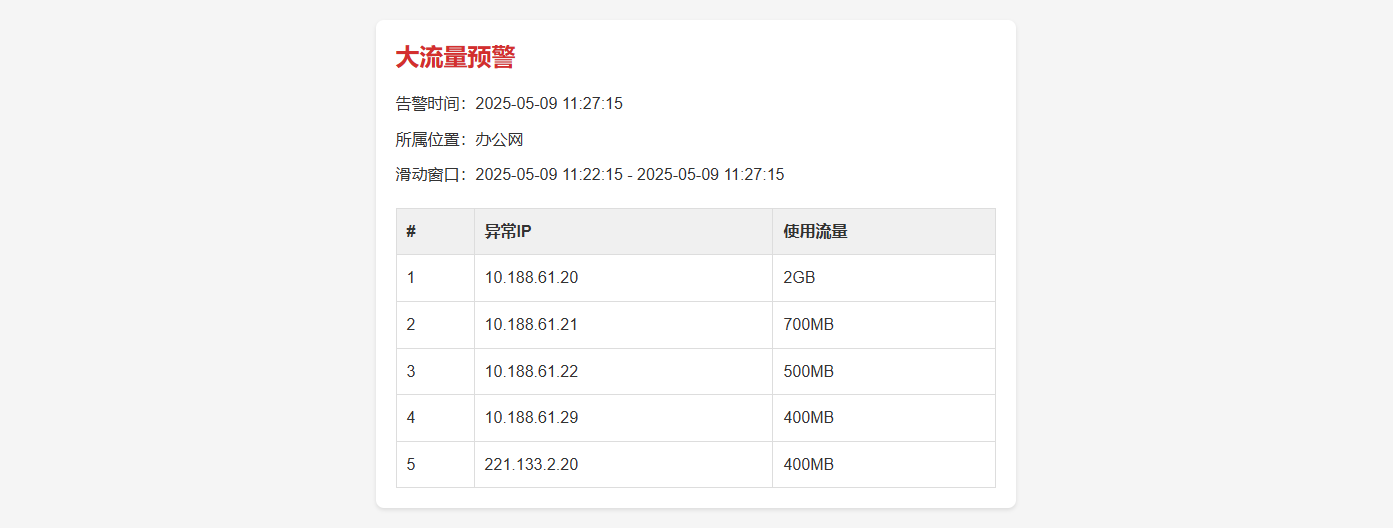 大流量预警
告警时间：2025-05-09 11:27:15
所属位置：办公网
滑动窗口：2025-05-09 11:22:15 - 2025-05-09 11:27:15
# 异常IP 使用流量
1 10.188.61.20 2GB
2 10.188.61.21 700MB
3 10.188.61.22 500MB
4 10.188.61.29 400MB
5 221.133.2.20 400MB